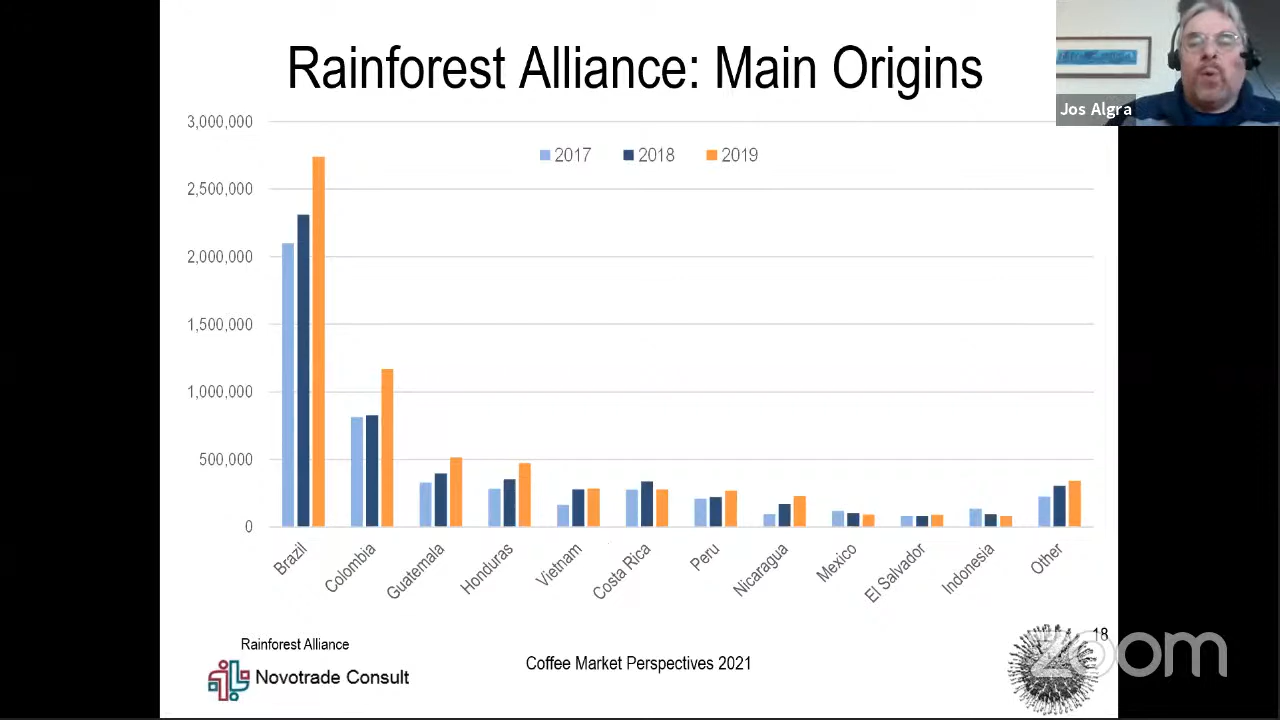 Rainforest Alliance: Main Origins
Jos Algra
3,000,000
2017 2018 2019
2,500,000
2,000,000
1,500,000
1,000,000
500,000
0
Brazil Colombia Guatemala Honduras Vietnam Costa Rica Peru Nicaragua Mexico El Salvador Indonesia Other
Rainforest Alliance
Novotrade Consult
Coffee Market Perspectives 2021
18
zoom